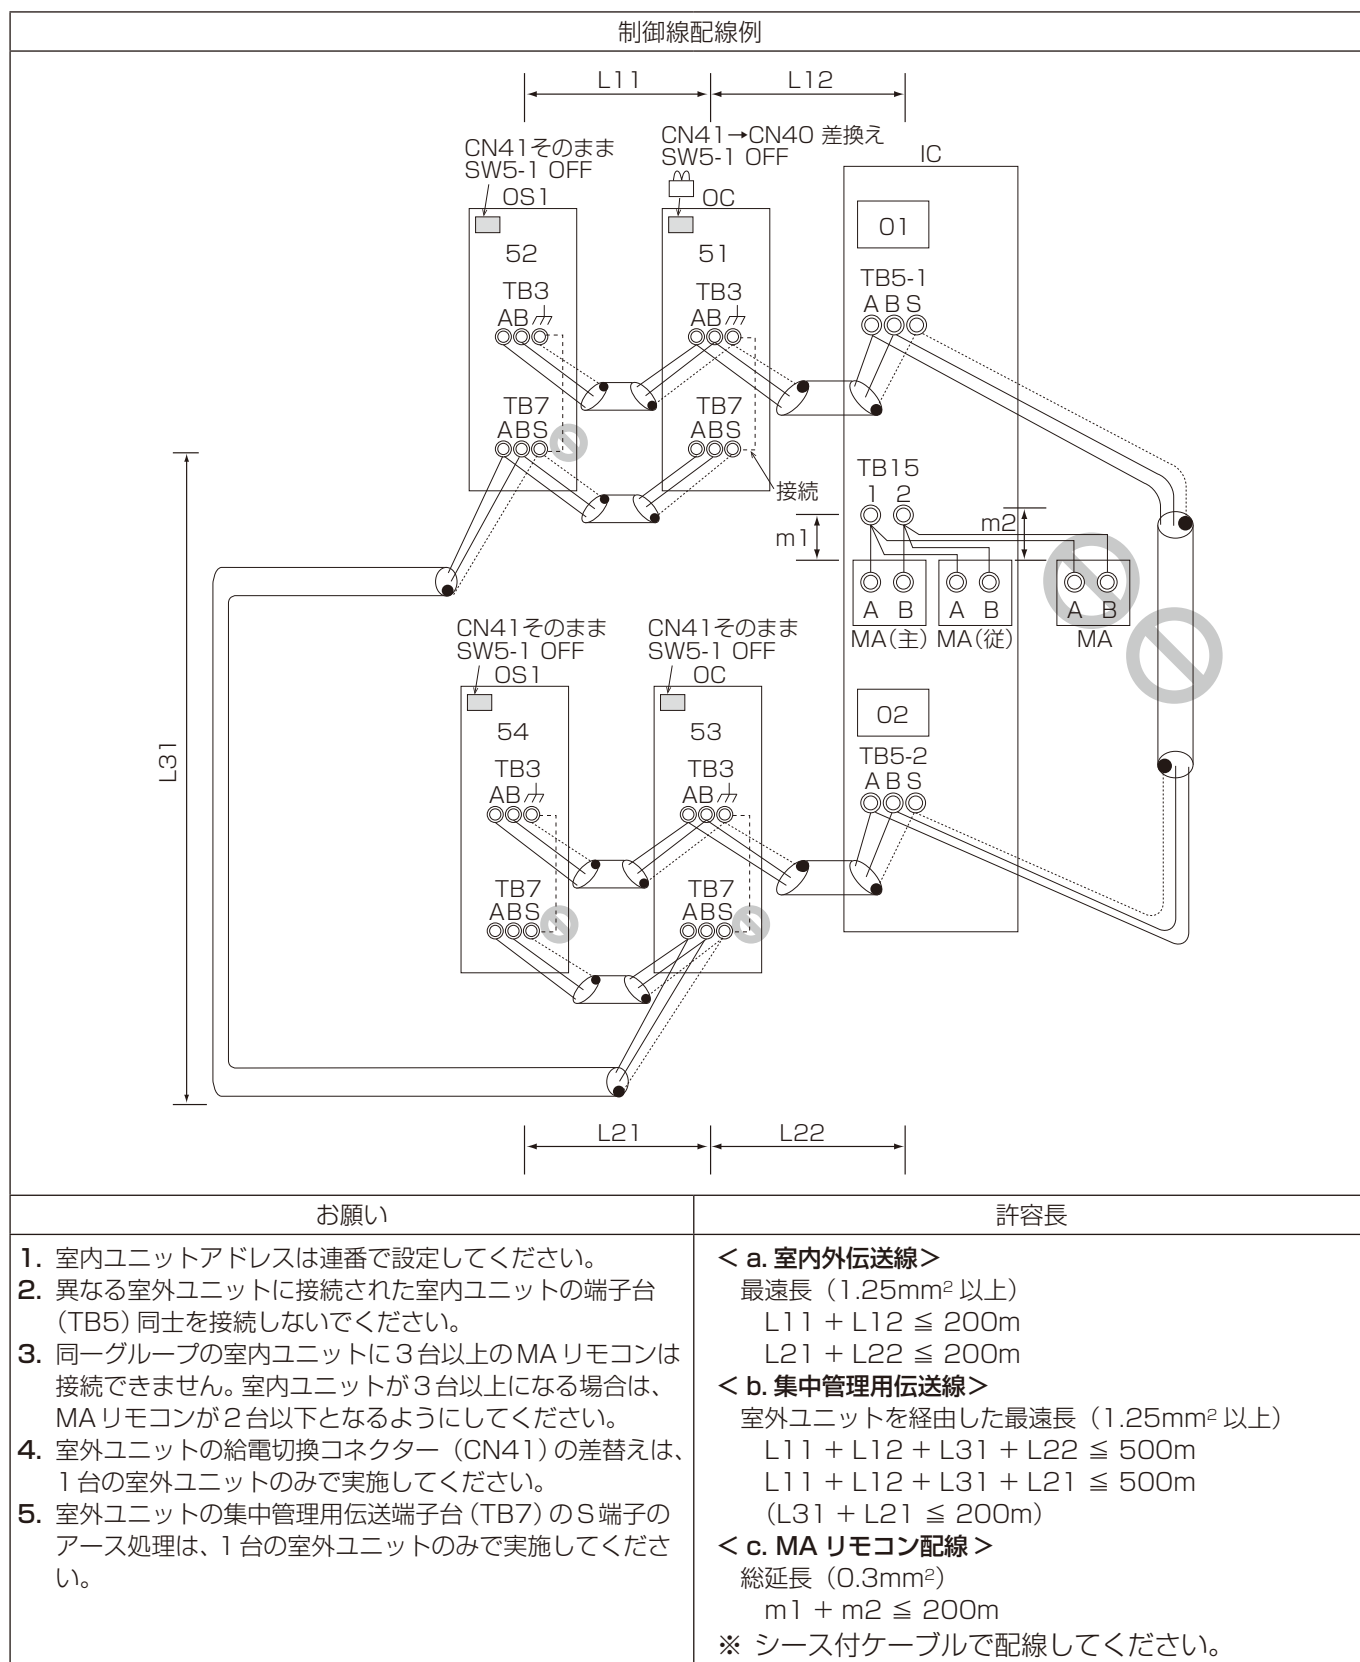 制御線配線例
L11
L12
CN41そのまま
SW5-1 OFF
OS1
CN41→CN40 差換え
SW5-1 OFF
OC
IC
52
51
01
TB3
TB3
TB5-1
AB
AB
A B S
TB7
TB7
ABS
ABS
接続
TB15
1 2
m1
m2
A B
A B
A B
MA(主)
MA(従)
MA
CN41そのまま
SW5-1 OFF
OS1
CN41そのまま
SW5-1 OFF
OC
54
53
02
L31
TB3
TB3
TB5-2
AB
AB
A B S
TB7
TB7
ABS
ABS
L21
L22
お願い
1. 室内ユニットアドレスは連番で設定してください。
2. 異なる室外ユニットに接続された室内ユニットの端子台
(TB5)同士を接続しないでください。
3. 同一グループの室内ユニットに3台以上のMAリモコンは
接続できません。室内ユニットが3台以上になる場合は、
MAリモコンが2台以下となるようにしてください。
4. 室外ユニットの給電切換コネクター(CN41)の差替えは、
1台の室外ユニットのみで実施してください。
5. 室外ユニットの集中管理用伝送端子台(TB7)のS端子の
アース処理は、1台の室外ユニットのみで実施してくださ
い。
許容長
< a. 室内外伝送線>
最遠長(1.25mm² 以上)
L11 + L12 ≦ 200m
L21 + L22 ≦ 200m
< b. 集中管理用伝送線>
室外ユニットを経由した最遠長(1.25mm² 以上)
L11 + L12 + L31 + L22 ≦ 500m
L11 + L12 + L31 + L21 ≦ 500m
(L31 + L21 ≦ 200m)
< c. MA リモコン配線 >
総延長(0.3mm²)
m1 + m2 ≦ 200m
※ シース付ケーブルで配線してください。